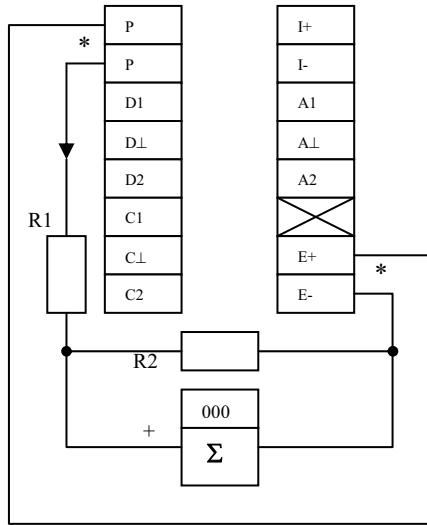 P
I+
*
P
I-
D1
A1
D⊥
A⊥
D2
A2
R1
C1
C⊥
E+
*
C2
E-
R2
000
+
Σ